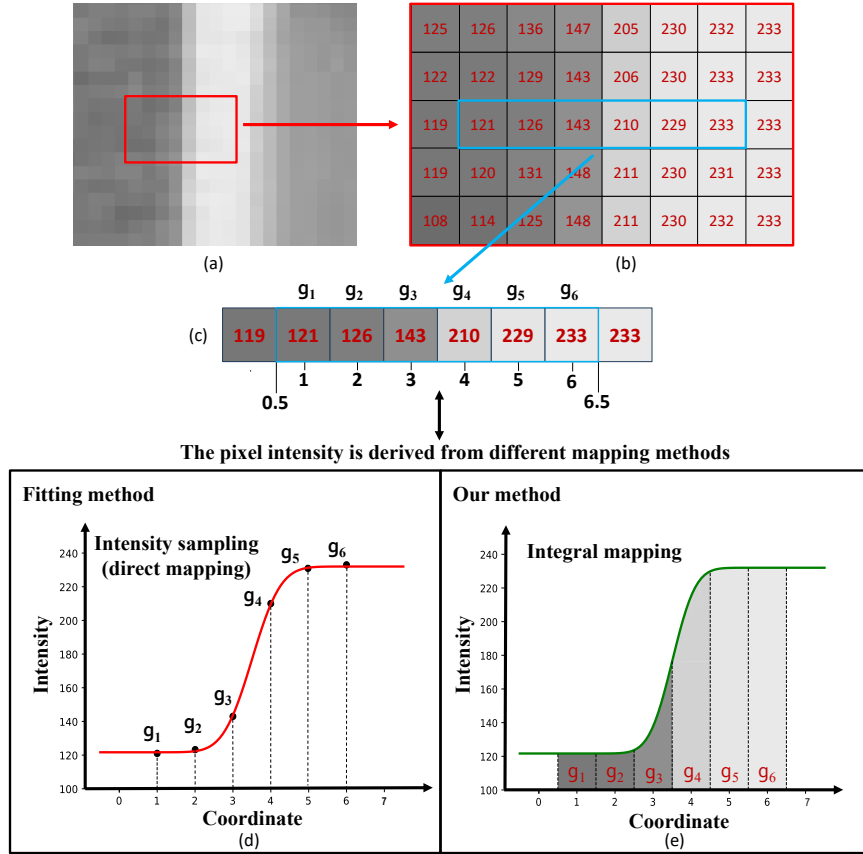 125 126 136 147 205 230 232 233
122 122 129 143 206 230 233 233
119 121 126 143 210 229 233 233
119 120 131 148 211 230 231 233
108 114 125 148 211 230 232 233
(a)
(b)
g₁ g₂ g₃ g₄ g₅ g₆
(c) 119 121 126 143 210 229 233 233
1 2 3 4 5 6
0.5 6.5
The pixel intensity is derived from different mapping methods
Fitting method
Intensity sampling
(direct mapping)
g₁ g₂ g₃ g₄ g₅ g₆
Intensity
240
220
200
180
160
140
120
100
0 1 2 3 4 5 6 7
Coordinate
(d)
Our method
Integral mapping
Intensity
240
220
200
180
160
140
120
100
g₁ g₂ g₃ g₄ g₅ g₆
0 1 2 3 4 5 6 7
Coordinate
(e)